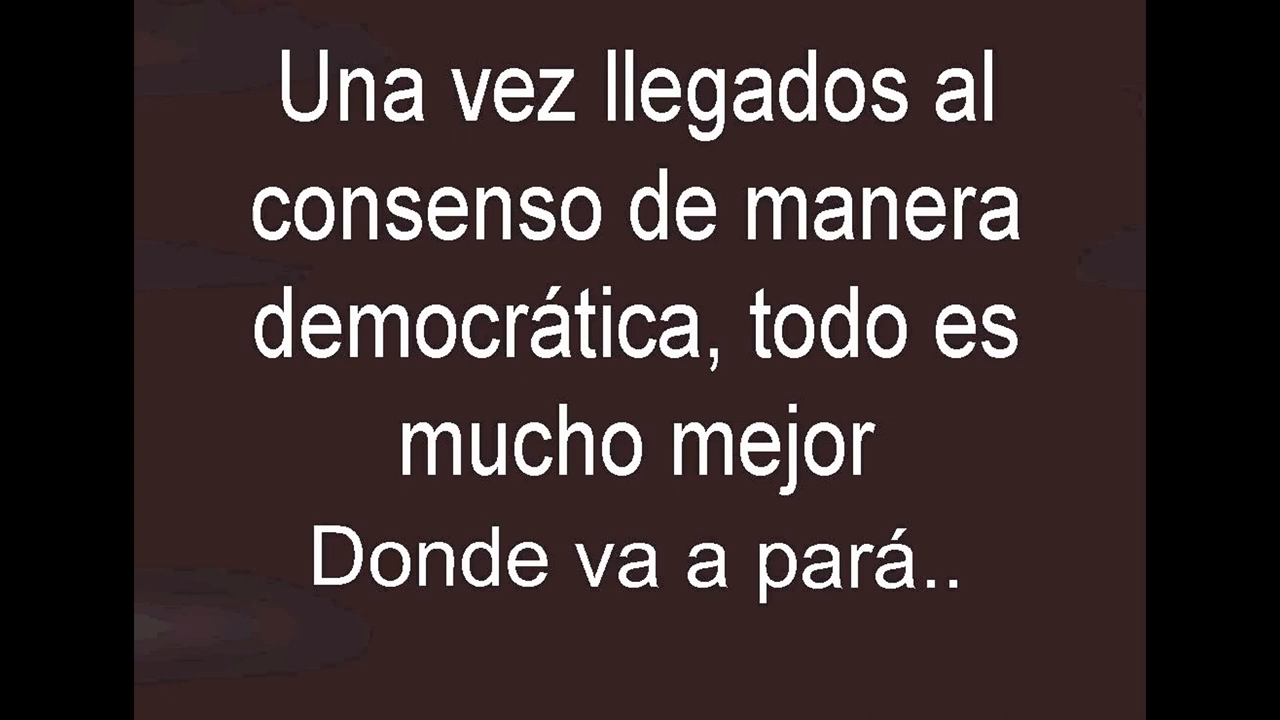 Una vez llegados al
consenso de manera
democrática, todo es
mucho mejor
Donde va a pará..